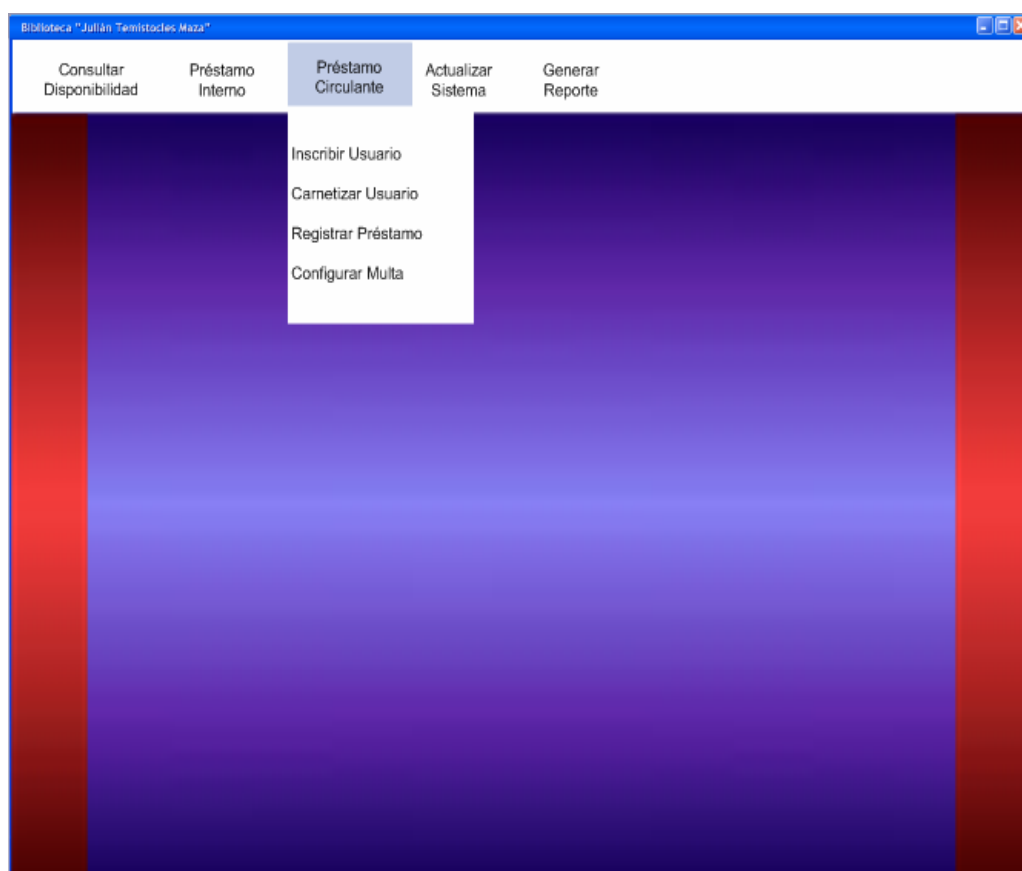 Biblioteca "Julián Temistocles Maza"
Consultar
Disponibilidad
Préstamo
Interno
Préstamo
Circulante
Actualizar
Sistema
Generar
Reporte
Inscribir Usuario
Carnetizar Usuario
Registrar Préstamo
Configurar Multa